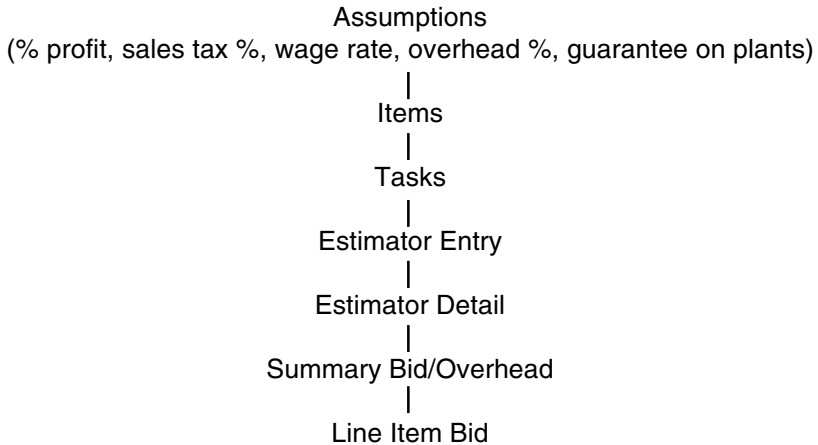 Assumptions
(% profit, sales tax %, wage rate, overhead %, guarantee on plants)
Items
Tasks
Estimator Entry
Estimator Detail
Summary Bid/Overhead
Line Item Bid